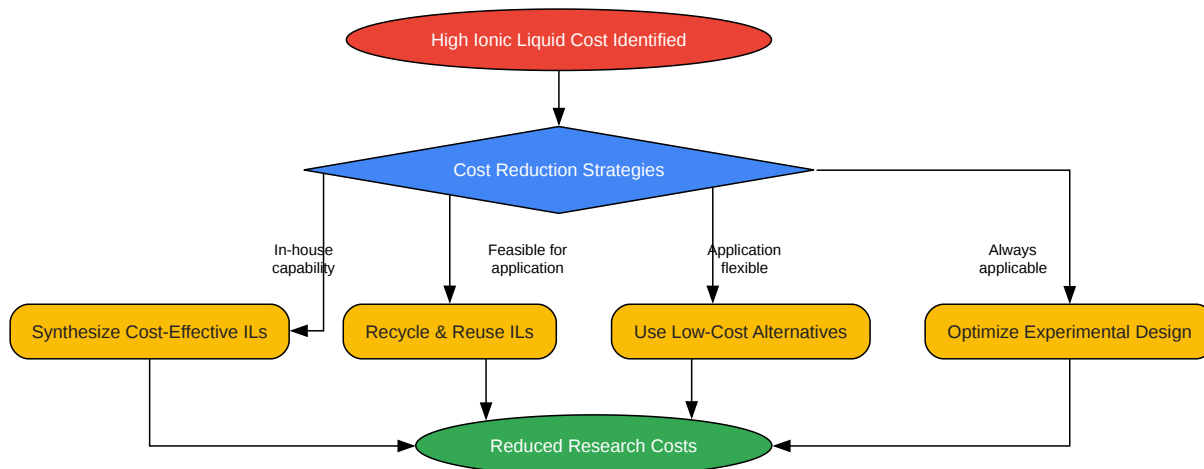 High Ionic Liquid Cost Identified
Cost Reduction Strategies
In-house
capability
Feasible for
application
Application
flexible
Always
applicable
Synthesize Cost-Effective ILs
Recycle & Reuse ILs
Use Low-Cost Alternatives
Optimize Experimental Design
Reduced Research Costs